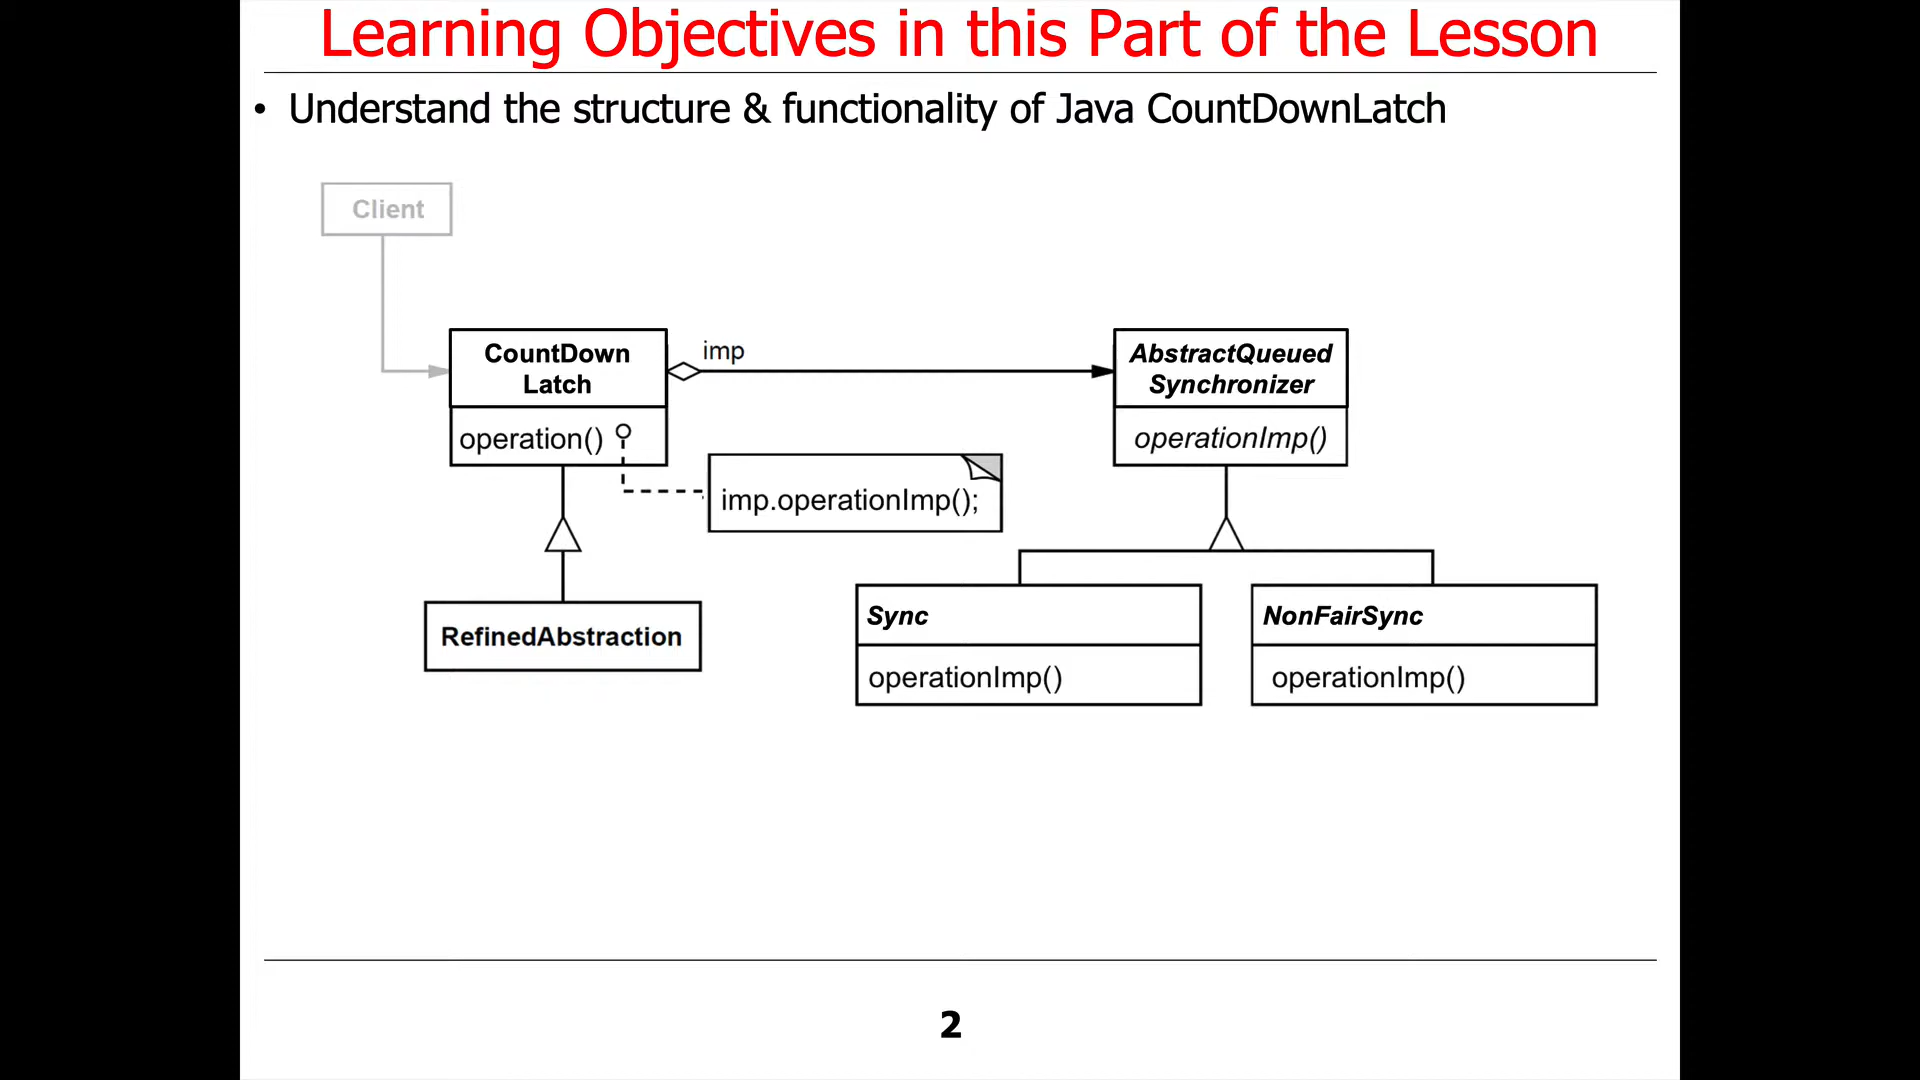 Learning Objectives in this Part of the Lesson
• Understand the structure & functionality of Java CountDownLatch
Client
CountDown
Latch
imp
AbstractQueued
Synchronizer
operation()
operationImp()
imp.operationImp();
RefinedAbstraction
Sync
NonFairSync
operationImp()
operationImp()
2